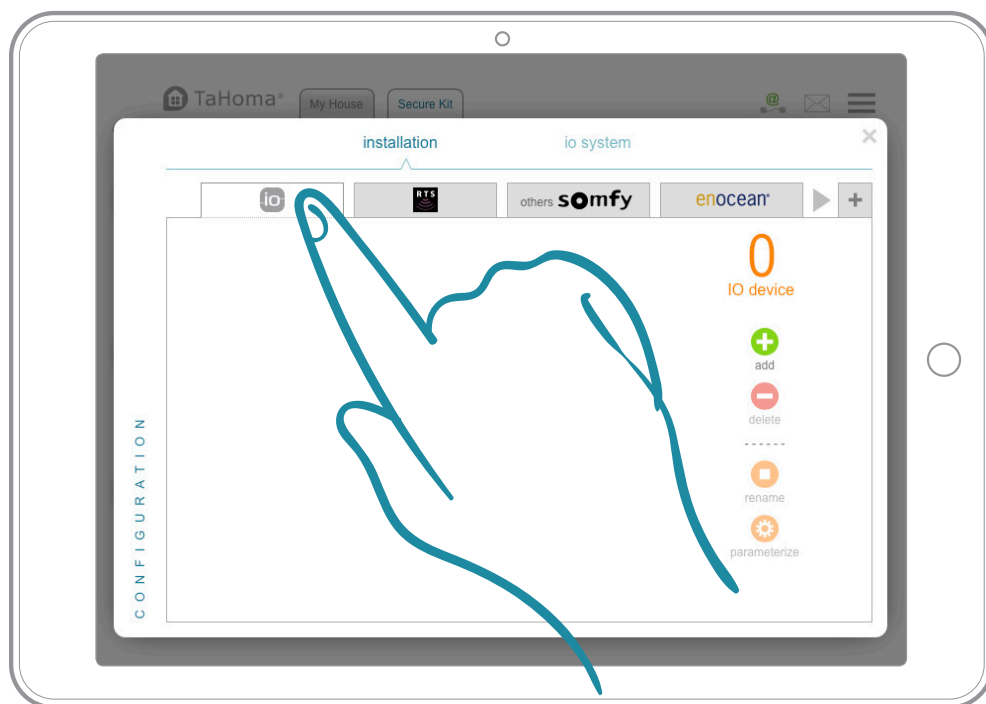 TaHoma®
My House
Secure Kit
@
installation
io system
io
RTS
others somfy
enocean®
0
IO device
add
delete
rename
parameterize
CONFIGURATION